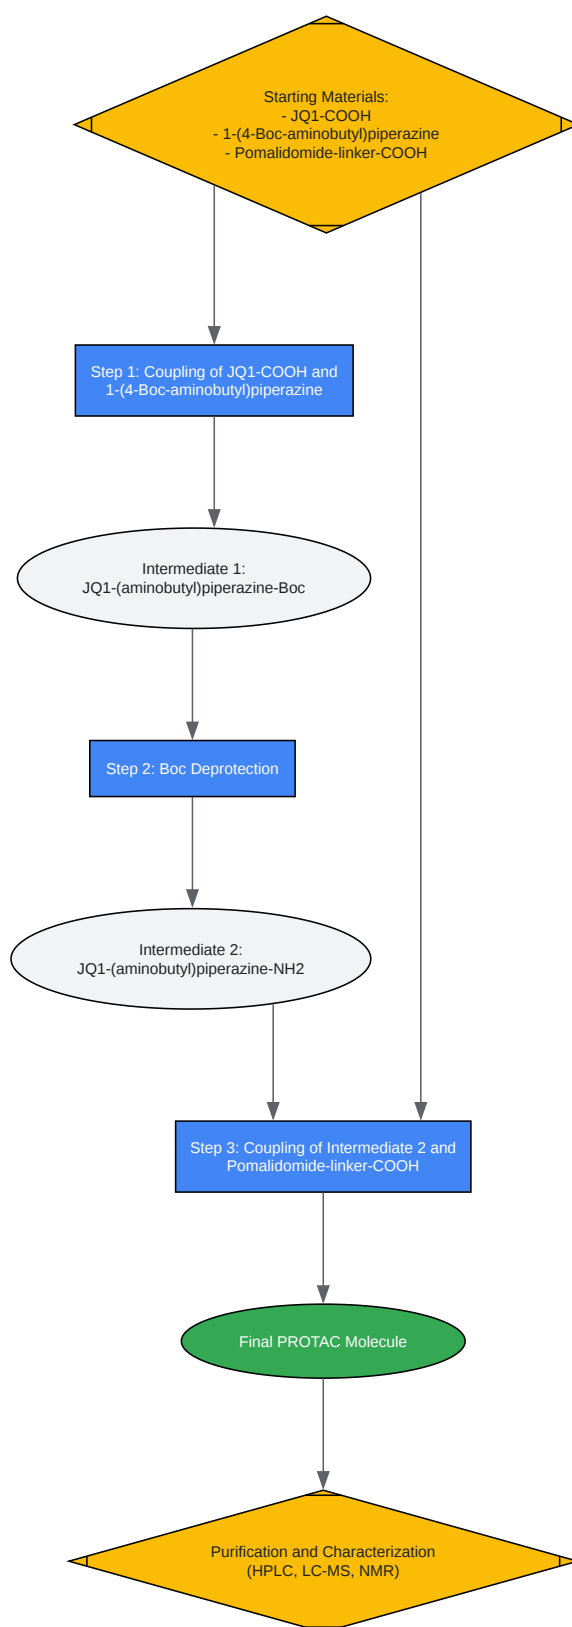 Starting Materials:
- JQ1-COOH
- 1-(4-Boc-aminobutyl)piperazine
- Pomalidomide-linker-COOH
Step 1: Coupling of JQ1-COOH and
1-(4-Boc-aminobutyl)piperazine
Intermediate 1:
JQ1-(aminobutyl)piperazine-Boc
Step 2: Boc Deprotection
Intermediate 2:
JQ1-(aminobutyl)piperazine-NH2
Step 3: Coupling of Intermediate 2 and
Pomalidomide-linker-COOH
Final PROTAC Molecule
Purification and Characterization
(HPLC, LC-MS, NMR)